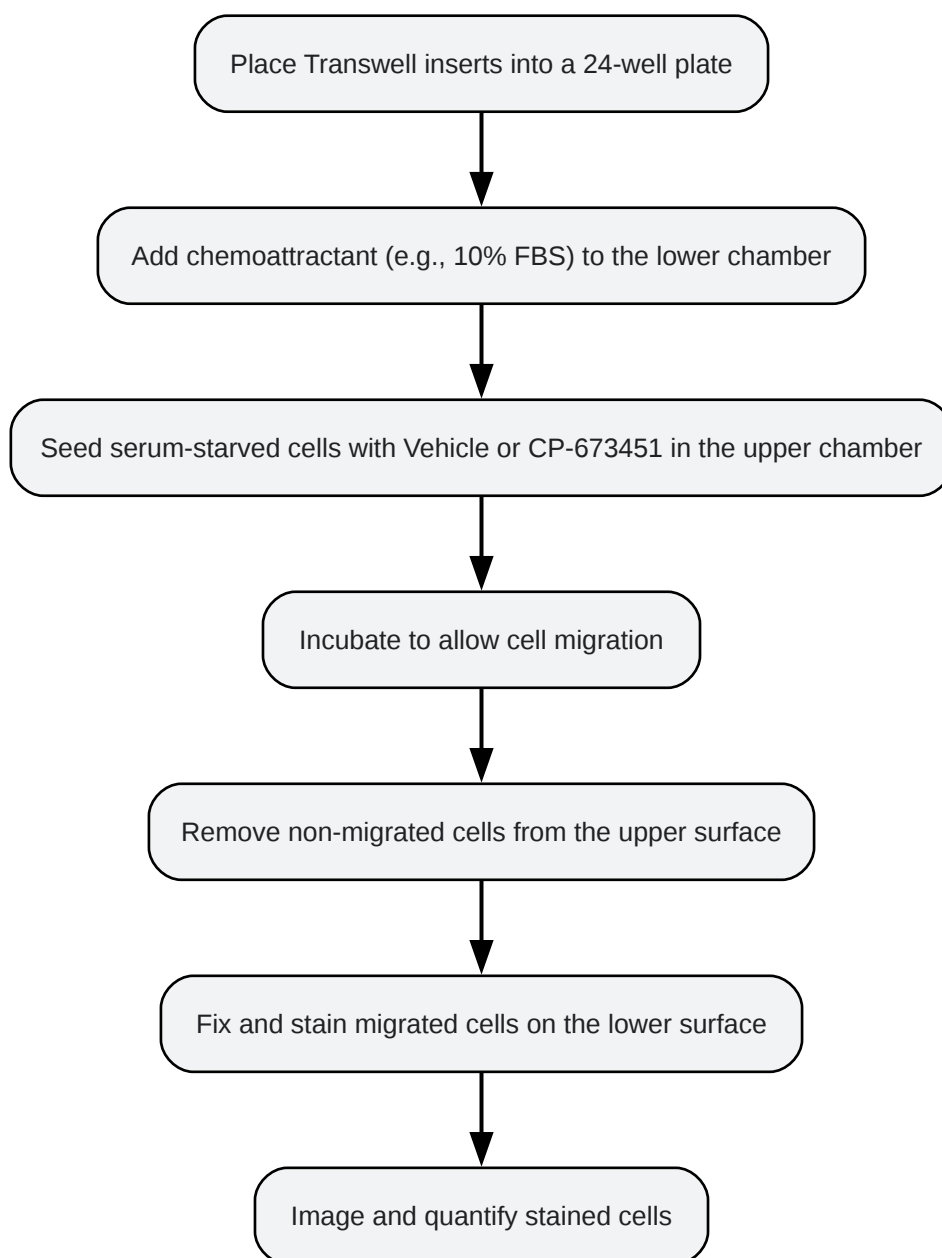 Place Transwell inserts into a 24-well plate
Add chemoattractant (e.g., 10% FBS) to the lower chamber
Seed serum-starved cells with Vehicle or CP-673451 in the upper chamber
Incubate to allow cell migration
Remove non-migrated cells from the upper surface
Fix and stain migrated cells on the lower surface
Image and quantify stained cells